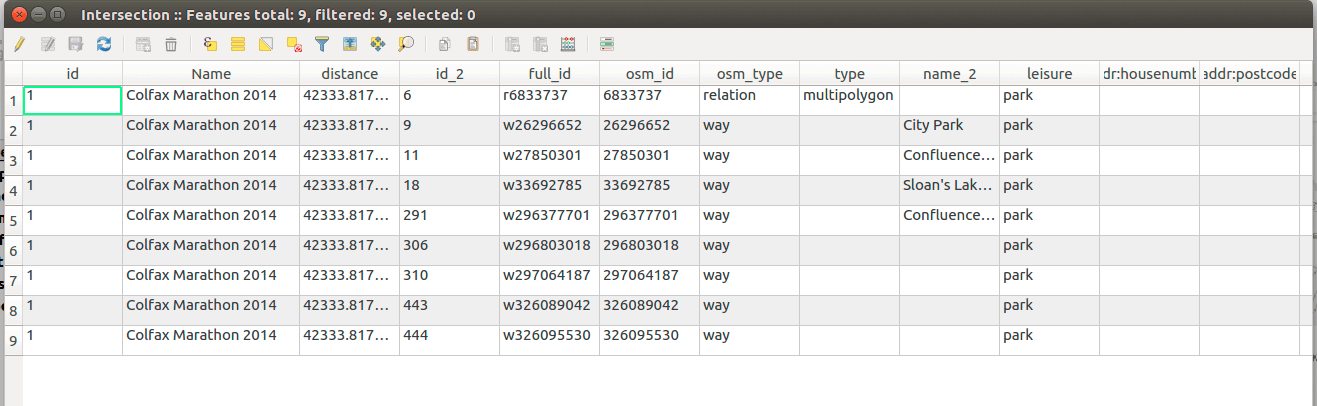 Intersection :: Features total: 9, filtered: 9, selected: 0
id Name distance id_2 full_id osm_id osm_type type name_2 leisure dr:housenumb addr:postcode
1 1 Colfax Marathon 2014 42333.817... 6 r6833737 6833737 relation multipolygon park
2 1 Colfax Marathon 2014 42333.817... 9 w26296652 26296652 way City Park park
3 1 Colfax Marathon 2014 42333.817... 11 w27850301 27850301 way Confluence... park
4 1 Colfax Marathon 2014 42333.817... 18 w33692785 33692785 way Sloan's Lak... park
5 1 Colfax Marathon 2014 42333.817... 291 w296377701 296377701 way Confluence... park
6 1 Colfax Marathon 2014 42333.817... 306 w296803018 296803018 way park
7 1 Colfax Marathon 2014 42333.817... 310 w297064187 297064187 way park
8 1 Colfax Marathon 2014 42333.817... 443 w326089042 326089042 way park
9 1 Colfax Marathon 2014 42333.817... 444 w326095530 326095530 way park